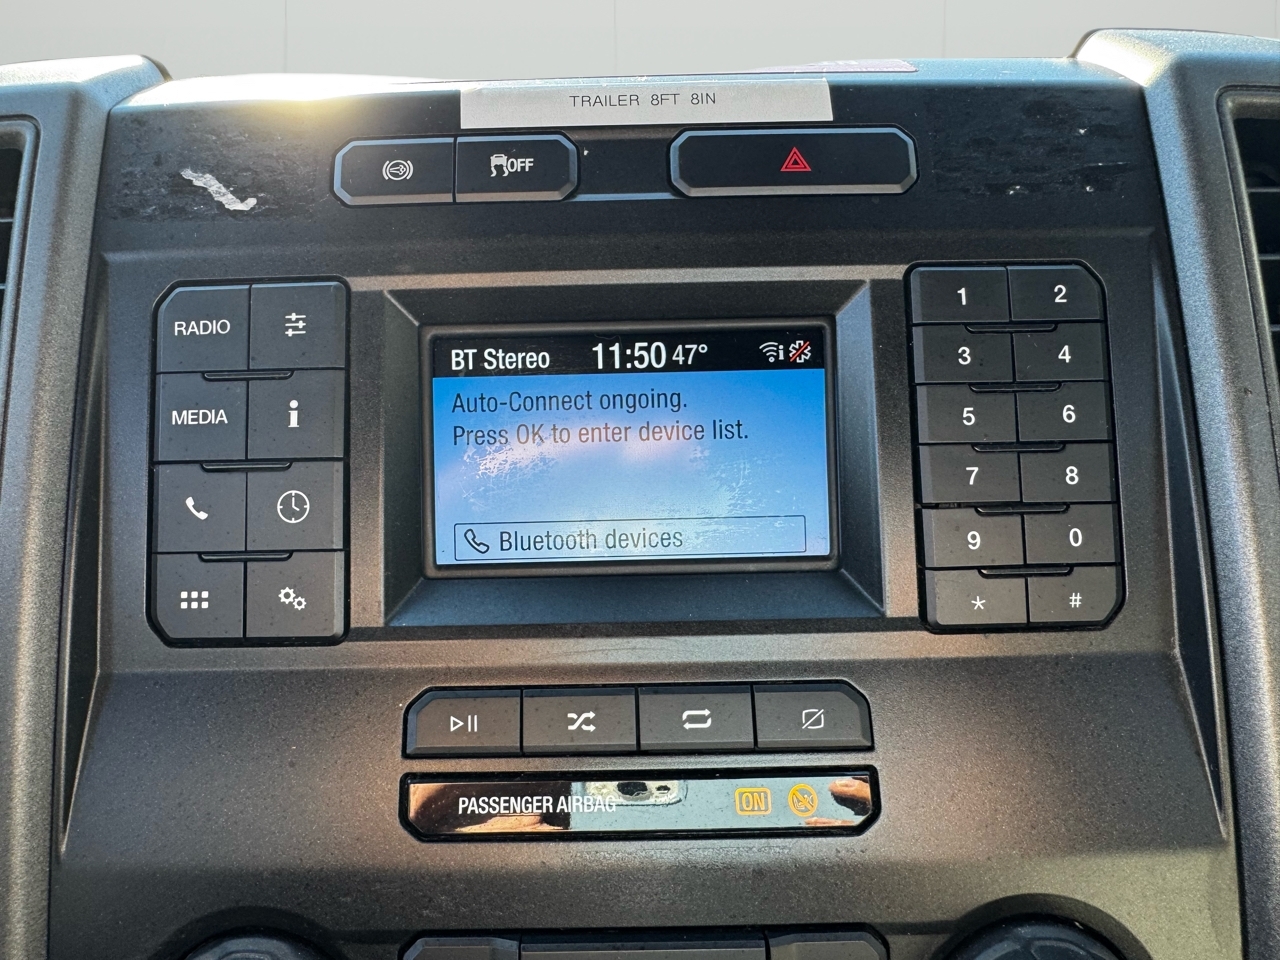 TRAILER 8FT 8IN
OFF
RADIO
MEDIA
i
BT Stereo 11:50 47°
Auto-Connect ongoing.
Press OK to enter device list.
Bluetooth devices
1 2
3 4
5 6
7 8
9 0
* #
PASSENGER AIRBAG ON